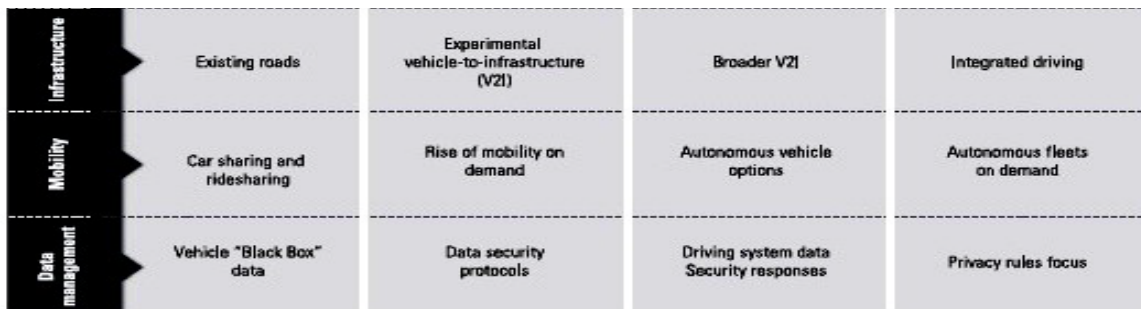 Infrastructure
Existing roads
Experimental
vehicle-to-infrastructure
(V2I)
Broader V2I
Integrated driving
Mobility
Car sharing and
ridesharing
Rise of mobility on
demand
Autonomous vehicle
options
Autonomous fleets
on demand
Data
management
Vehicle "Black Box"
data
Data security
protocols
Driving system data
Security responses
Privacy rules focus